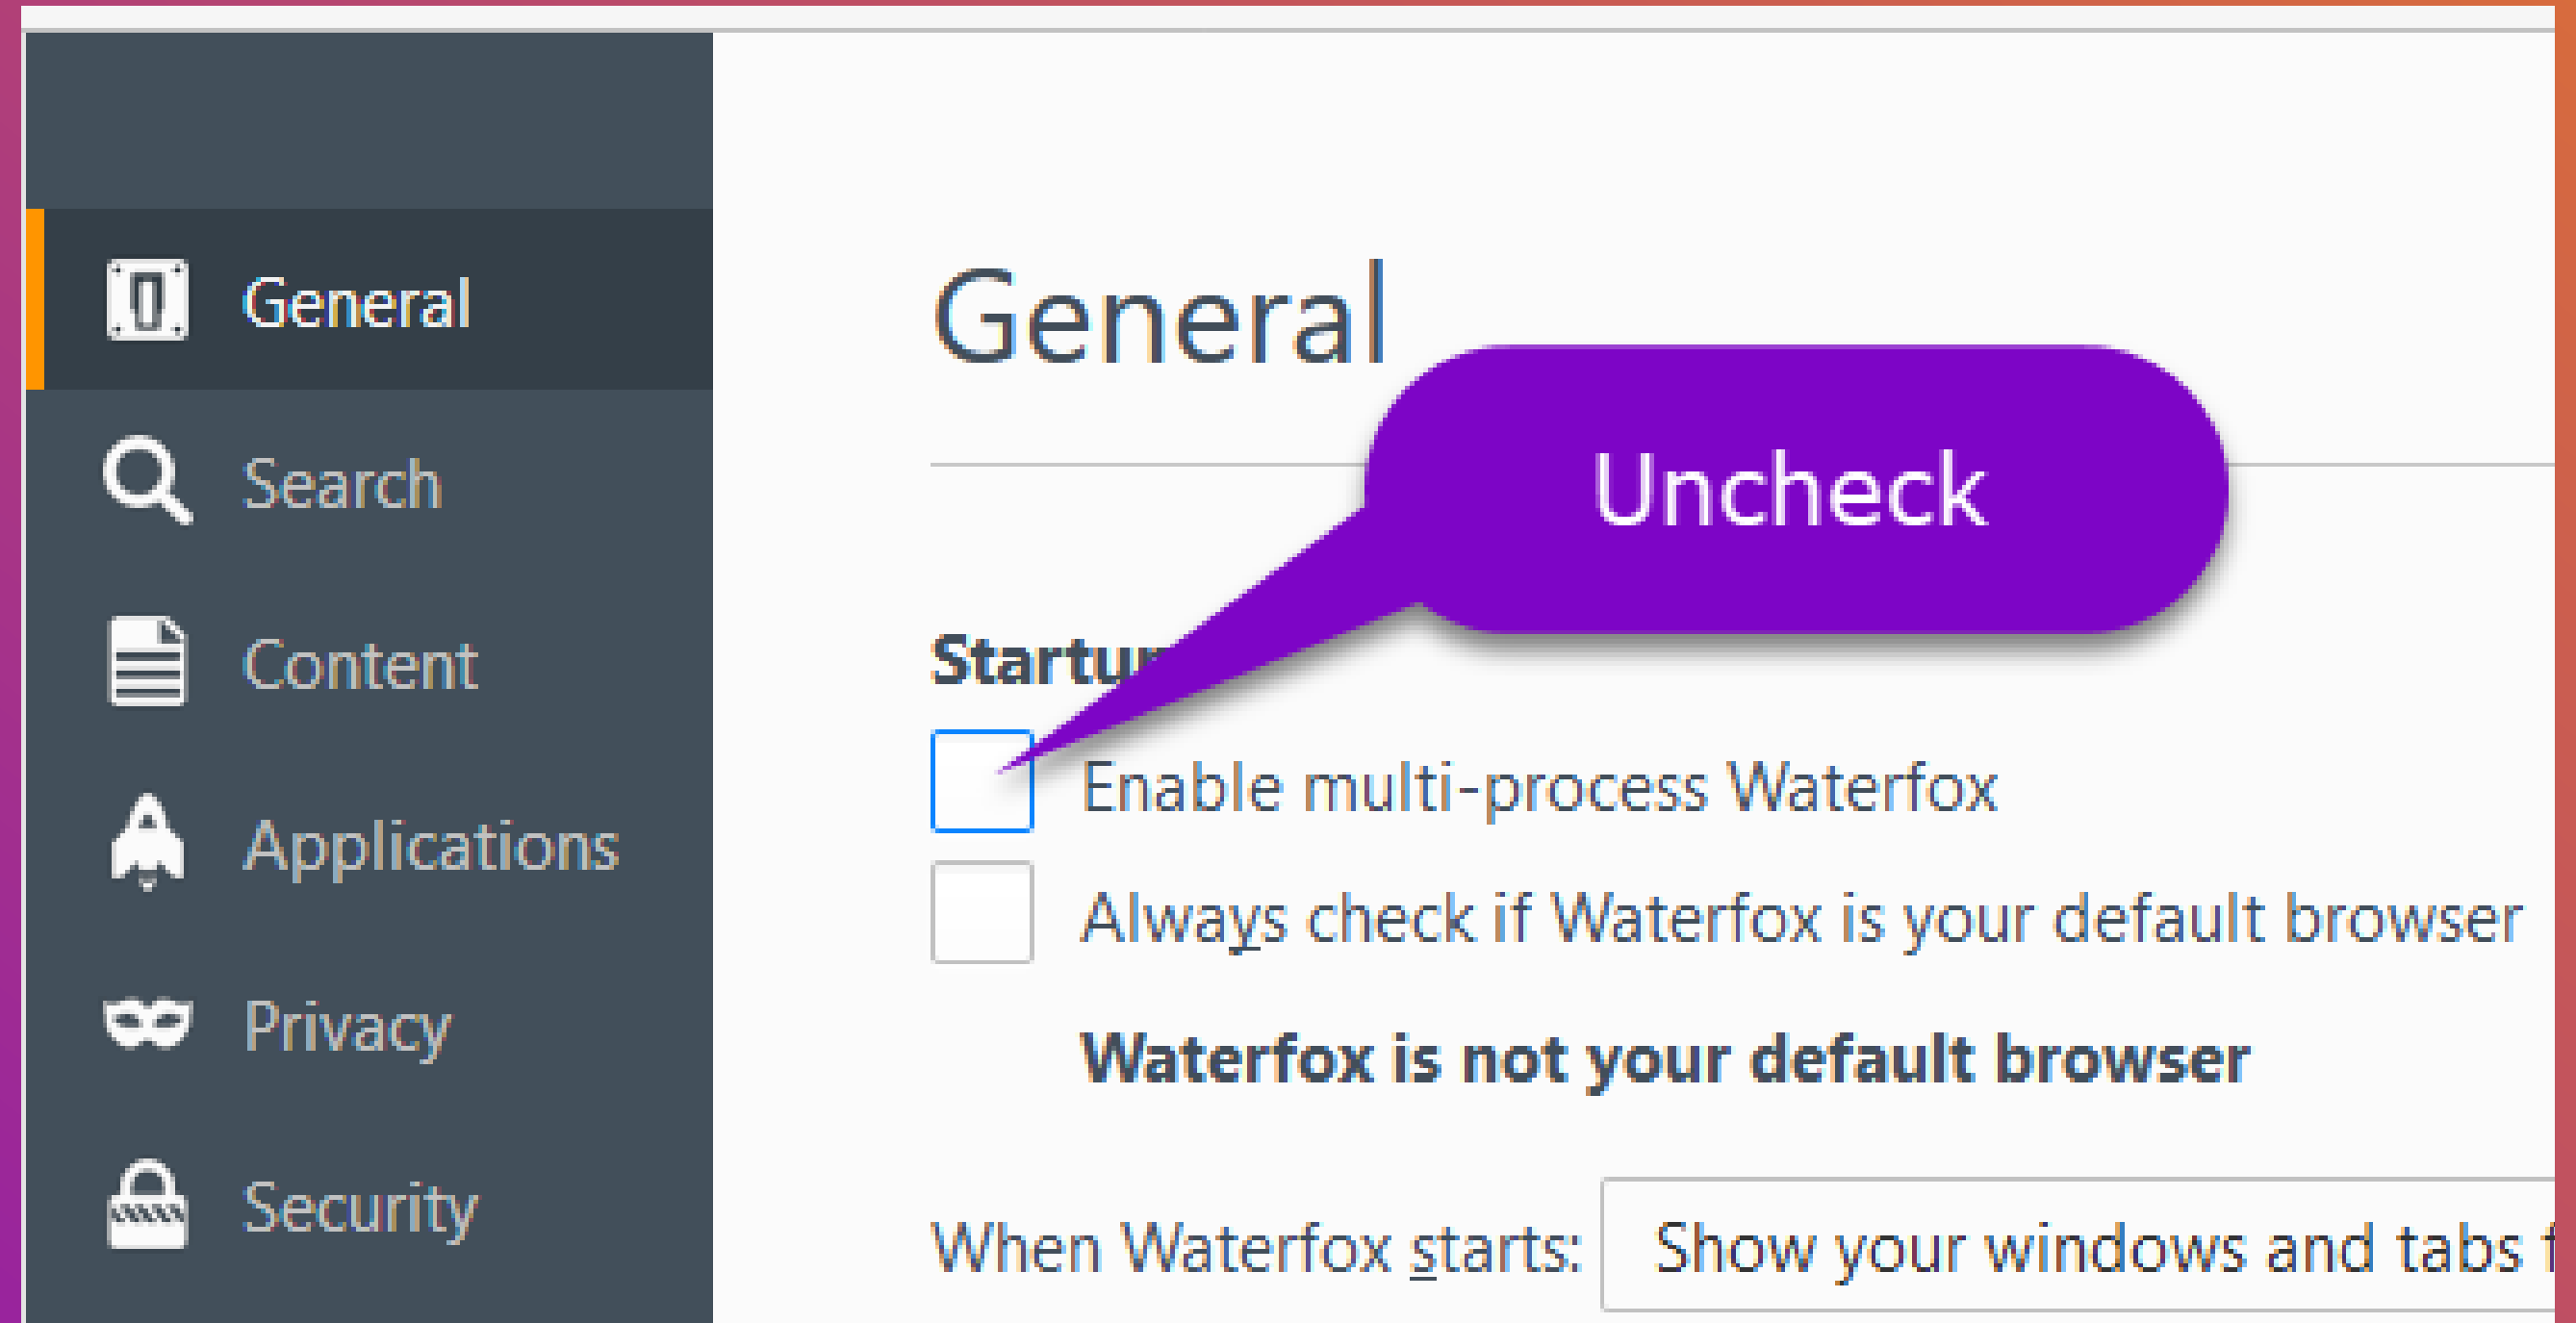 General
Search
Content
Applications
Privacy
Security
General
Uncheck
Enable multi-process Waterfox
Always check if Waterfox is your default browser
Waterfox is not your default browser
When Waterfox starts:
Show your windows and tabs